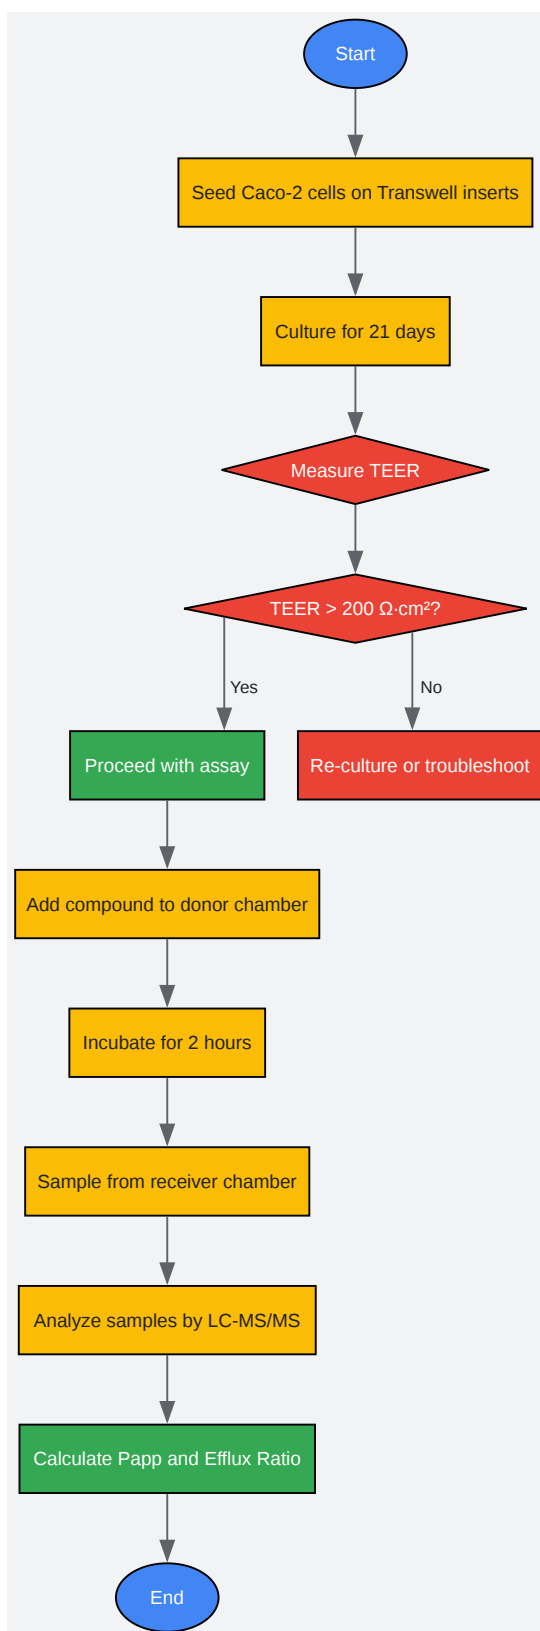 Start
Seed Caco-2 cells on Transwell inserts
Culture for 21 days
Measure TEER
TEER > 200 Ω·cm²?
Yes
No
Proceed with assay
Re-culture or troubleshoot
Add compound to donor chamber
Incubate for 2 hours
Sample from receiver chamber
Analyze samples by LC-MS/MS
Calculate Papp and Efflux Ratio
End